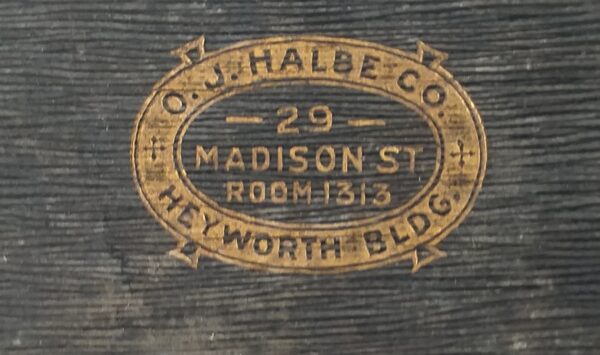 O. J. HALBE CO.
— 29 —
MADISON ST.
ROOM 1313
HEYWORTH BLDG.